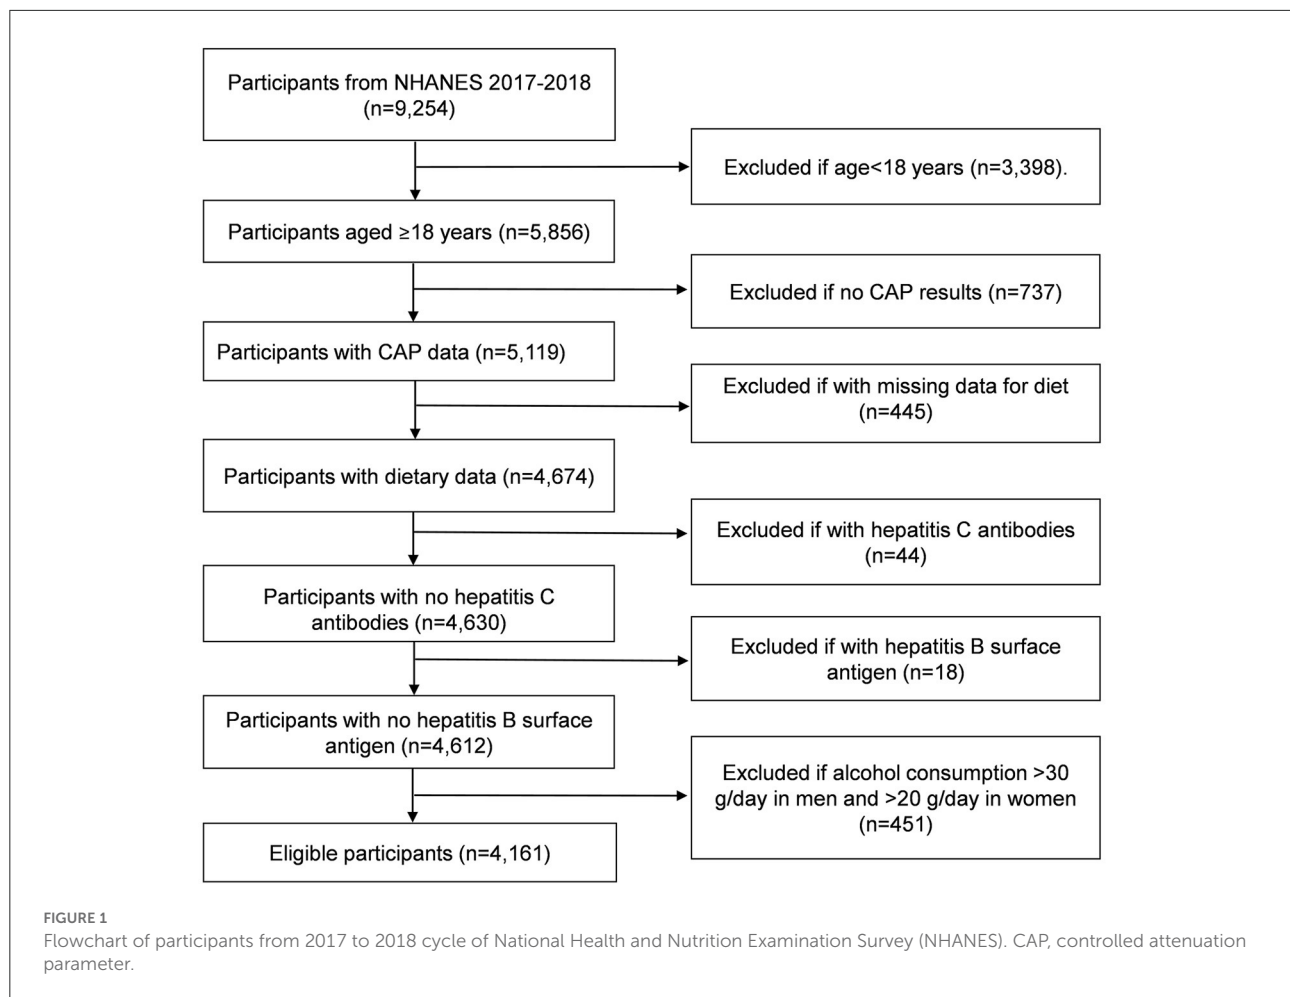 Participants from NHANES 2017-2018
(n=9,254)
Excluded if age<18 years (n=3,398).
Participants aged ≥18 years (n=5,856)
Excluded if no CAP results (n=737)
Participants with CAP data (n=5,119)
Excluded if with missing data for diet
(n=445)
Participants with dietary data (n=4,674)
Excluded if with hepatitis C antibodies
(n=44)
Participants with no hepatitis C
antibodies (n=4,630)
Excluded if with hepatitis B surface
antigen (n=18)
Participants with no hepatitis B surface
antigen (n=4,612)
Excluded if alcohol consumption >30
g/day in men and >20 g/day in women
(n=451)
Eligible participants (n=4,161)
FIGURE 1
Flowchart of participants from 2017 to 2018 cycle of National Health and Nutrition Examination Survey (NHANES). CAP, controlled attenuation
parameter.